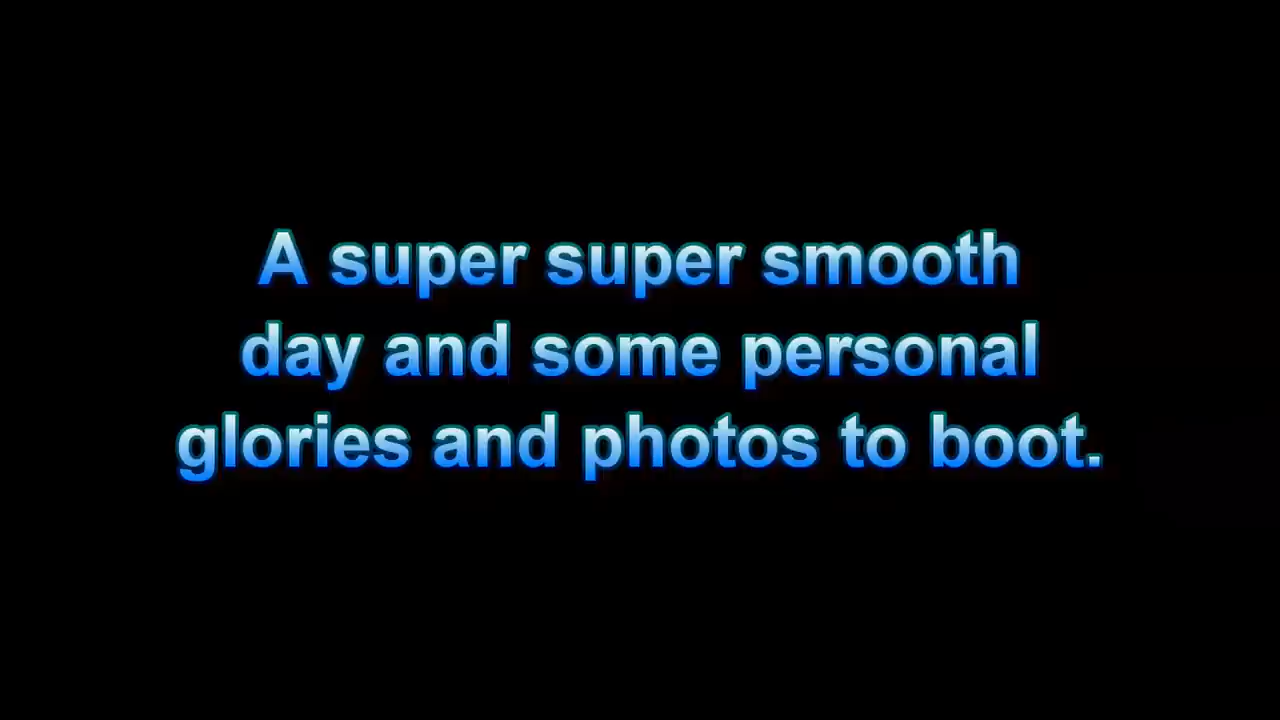 A super super smooth
day and some personal
glories and photos to boot.